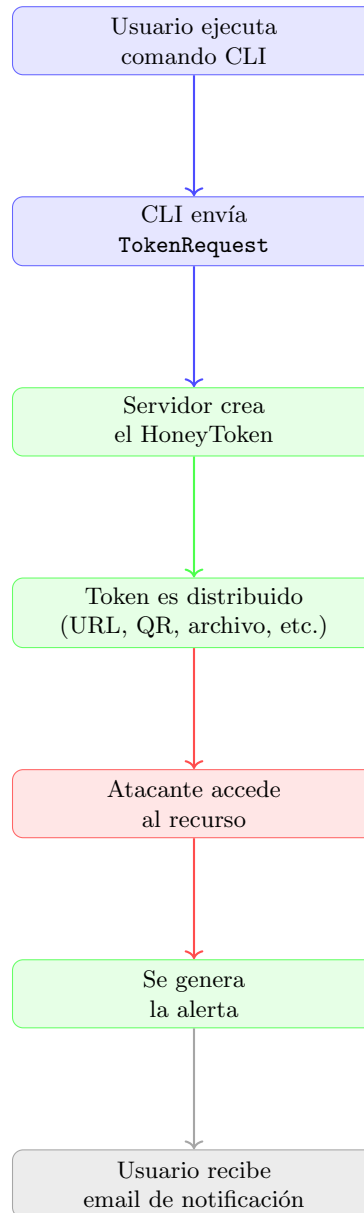 Usuario ejecuta
comando CLI
CLI envía
TokenRequest
Servidor crea
el HoneyToken
Token es distribuido
(URL, QR, archivo, etc.)
Atacante accede
al recurso
Se genera
la alerta
Usuario recibe
email de notificación